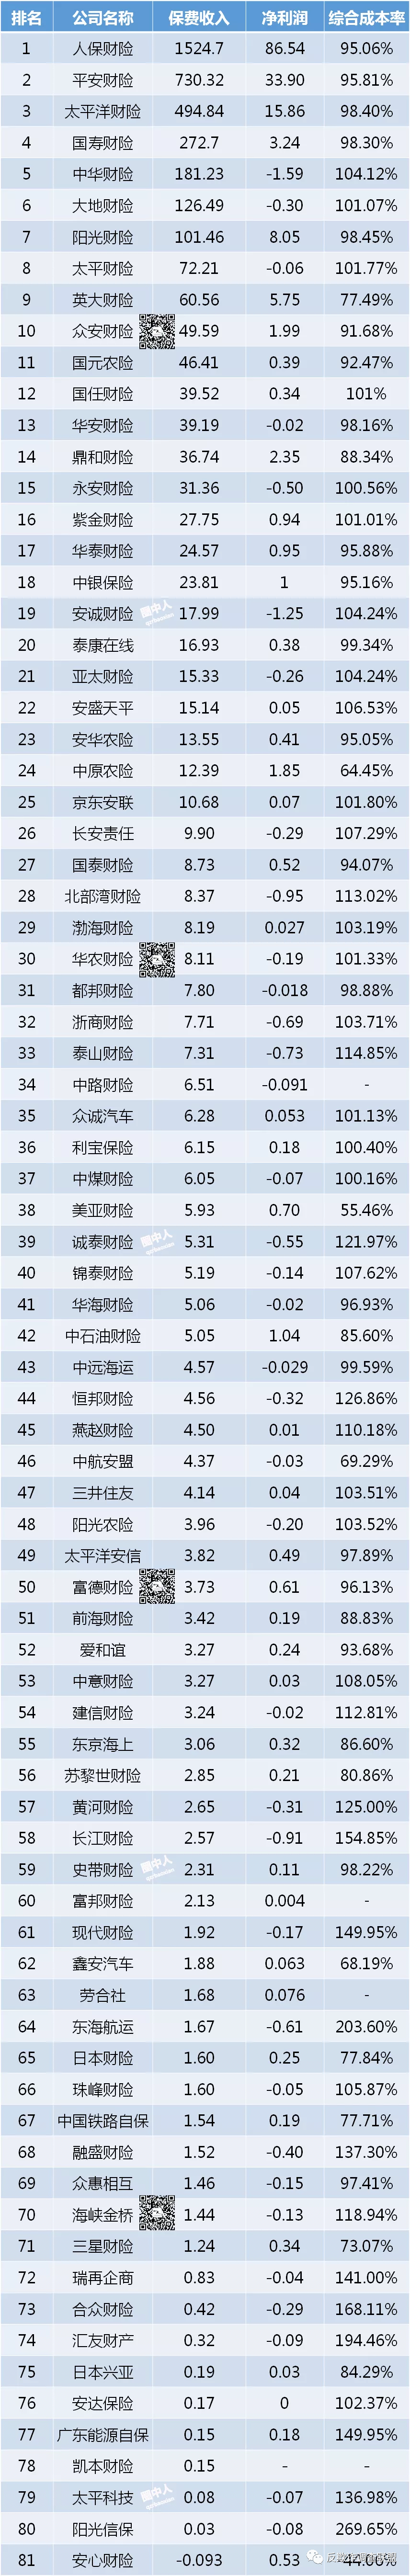 排名 公司名称 保费收入 净利润 综合成本率
1 人保财险 1524.7 86.54 95.06%
2 平安财险 730.32 33.90 95.81%
3 太平洋财险 494.84 15.86 98.40%
4 国寿财险 272.7 3.24 98.30%
5 中华财险 181.23 -1.59 104.12%
6 大地财险 126.49 -0.30 101.07%
7 阳光财险 101.46 8.05 98.45%
8 太平财险 72.21 -0.06 101.77%
9 英大财险 60.56 5.75 77.49%
10 众安财险 49.59 1.99 91.68%
11 国元农险 46.41 0.39 92.47%
12 国任财险 39.52 0.34 101%
13 华安财险 39.19 -0.02 98.16%
14 鼎和财险 36.74 2.35 88.34%
15 永安财险 31.36 -0.50 100.56%
16 紫金财险 27.75 0.94 101.01%
17 华泰财险 24.57 0.95 95.88%
18 中银保险 23.81 1 95.16%
19 安诚财险 圈中人 17.99 -1.25 104.24%
20 泰康在线 16.93 0.38 99.34%
21 亚太财险 15.33 -0.26 104.24%
22 安盛天平 15.14 0.05 106.53%
23 安华农险 13.55 0.41 95.05%
24 中原农险 12.39 1.85 64.45%
25 京东安联 10.68 0.07 101.80%
26 长安责任 9.90 -0.29 107.29%
27 国泰财险 8.73 0.52 94.07%
28 北部湾财险 8.37 -0.95 113.02%
29 渤海财险 8.19 0.027 103.19%
30 华农财险 8.11 -0.19 101.33%
31 都邦财险 7.80 -0.018 98.88%
32 浙商财险 7.71 -0.69 103.71%
33 泰山财险 7.31 -0.73 114.85%
34 中路财险 6.51 -0.091 -
35 众诚汽车 6.28 0.053 101.13%
36 利宝保险 6.15 0.18 100.40%
37 中煤财险 6.05 -0.07 100.16%
38 美亚财险 5.93 0.70 55.46%
39 诚泰财险 圈中人 5.31 -0.55 121.97%
40 锦泰财险 5.19 -0.14 107.62%
41 华海财险 5.06 -0.02 96.93%
42 中石油财险 5.05 1.04 85.60%
43 中远海运 4.57 -0.029 99.59%
44 恒邦财险 4.56 -0.32 126.86%
45 燕赵财险 4.50 0.01 110.18%
46 中航安盟 4.37 -0.03 69.29%
47 三井住友 4.14 0.04 103.51%
48 阳光农险 3.96 -0.20 103.52%
49 太平洋安信 3.82 0.49 97.89%
50 富德财险 3.73 0.61 96.13%
51 前海财险 3.42 0.19 88.83%
52 爱和谊 3.27 0.24 93.68%
53 中意财险 3.27 0.03 108.05%
54 建信财险 3.24 -0.02 112.81%
55 东京海上 3.06 0.32 86.60%
56 苏黎世财险 2.85 0.21 80.86%
57 黄河财险 2.65 -0.31 125.00%
58 长江财险 2.57 -0.91 154.85%
59 史带财险 圈中人 2.31 0.11 98.22%
60 富邦财险 2.13 0.004 -
61 现代财险 1.92 -0.17 149.95%
62 鑫安汽车 1.88 0.063 68.19%
63 劳合社 1.68 0.076 -
64 东海航运 1.67 -0.61 203.60%
65 日本财险 1.60 0.25 77.84%
66 珠峰财险 1.60 -0.05 105.87%
67 中国铁路自保 1.54 0.19 77.71%
68 融盛财险 1.52 -0.40 137.30%
69 众惠相互 1.46 -0.15 97.41%
70 海峡金桥 1.44 -0.13 118.94%
71 三星财险 1.24 0.34 73.07%
72 瑞再企商 0.83 -0.04 141.00%
73 合众财险 0.42 -0.29 168.11%
74 汇友财产 0.32 -0.09 194.46%
75 日本兴亚 0.19 0.03 84.29%
76 安达保险 0.17 0 102.37%
77 广东能源自保 0.15 0.18 149.95%
78 凯本财险 0.15 - -
79 太平科技 圈中人 0.08 -0.07 136.98%
80 阳光信保 0.03 -0.08 269.65%
81 安心财险 -0.093 0.53